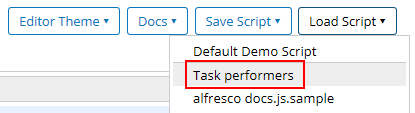 Editor Theme Docs Save Script Load Script
Default Demo Script
Task performers
alfresco docs.js.sample